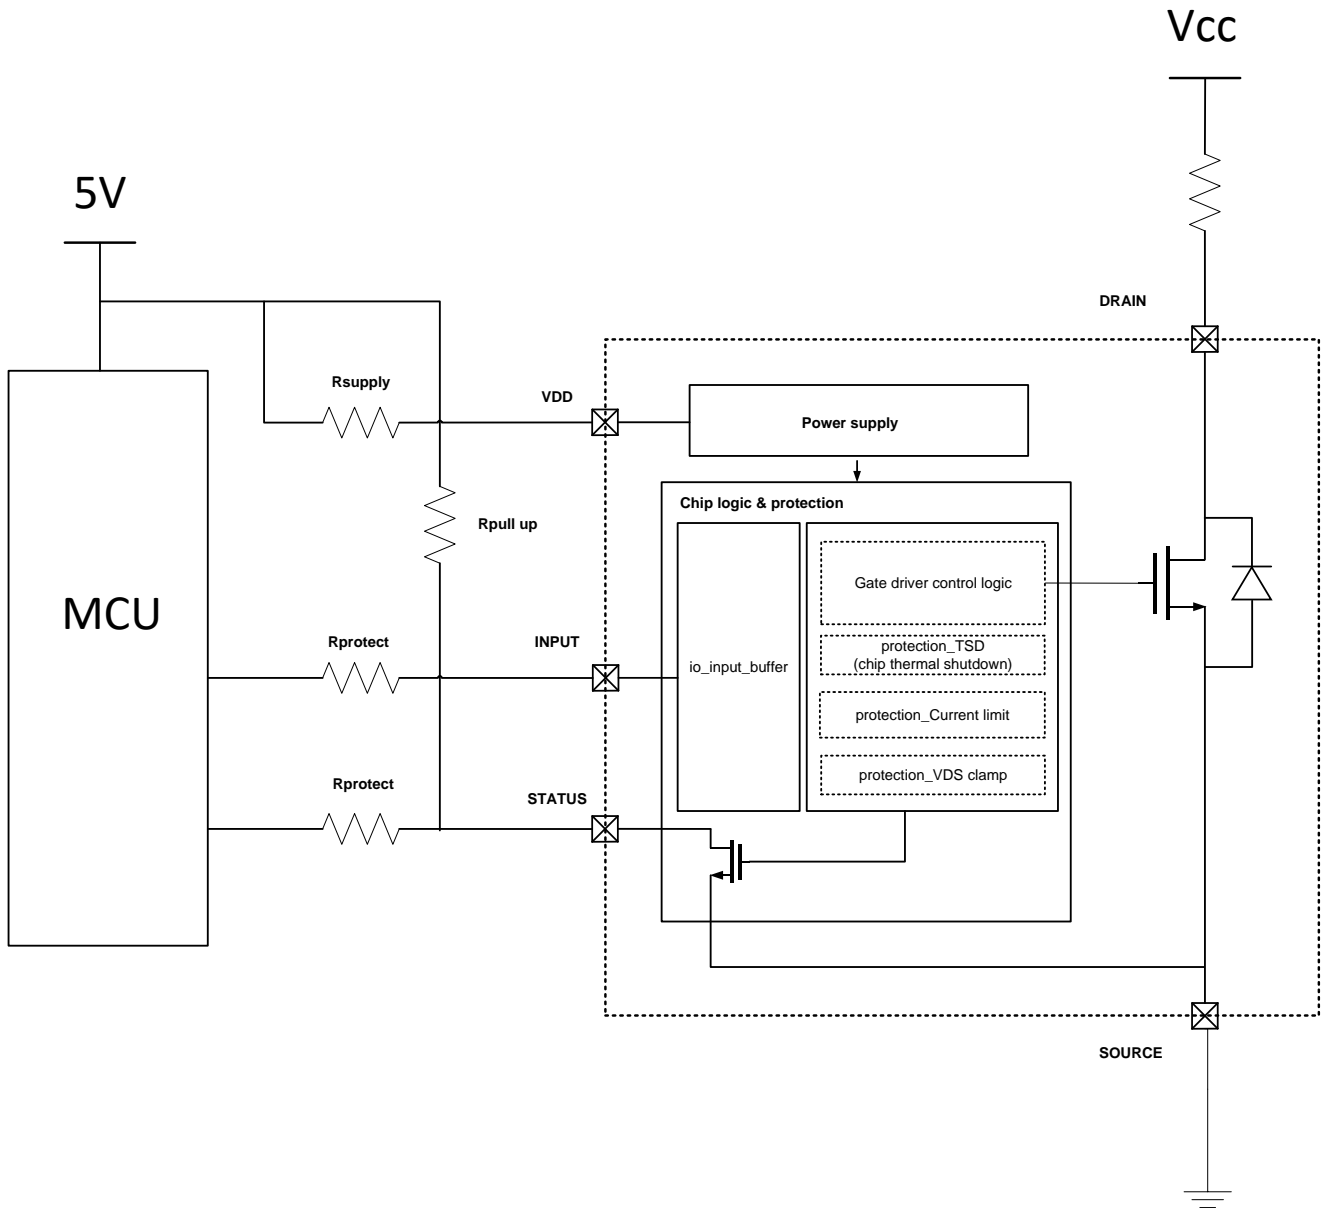 Vcc
5V
DRAIN
Rsupply
VDD
Power supply
Chip logic & protection
Rpull up
Gate driver control logic
MCU
Rprotect
INPUT
io_input_buffer
protection_TSD
(chip thermal shutdown)
protection_Current limit
protection_VDS clamp
Rprotect
STATUS
SOURCE